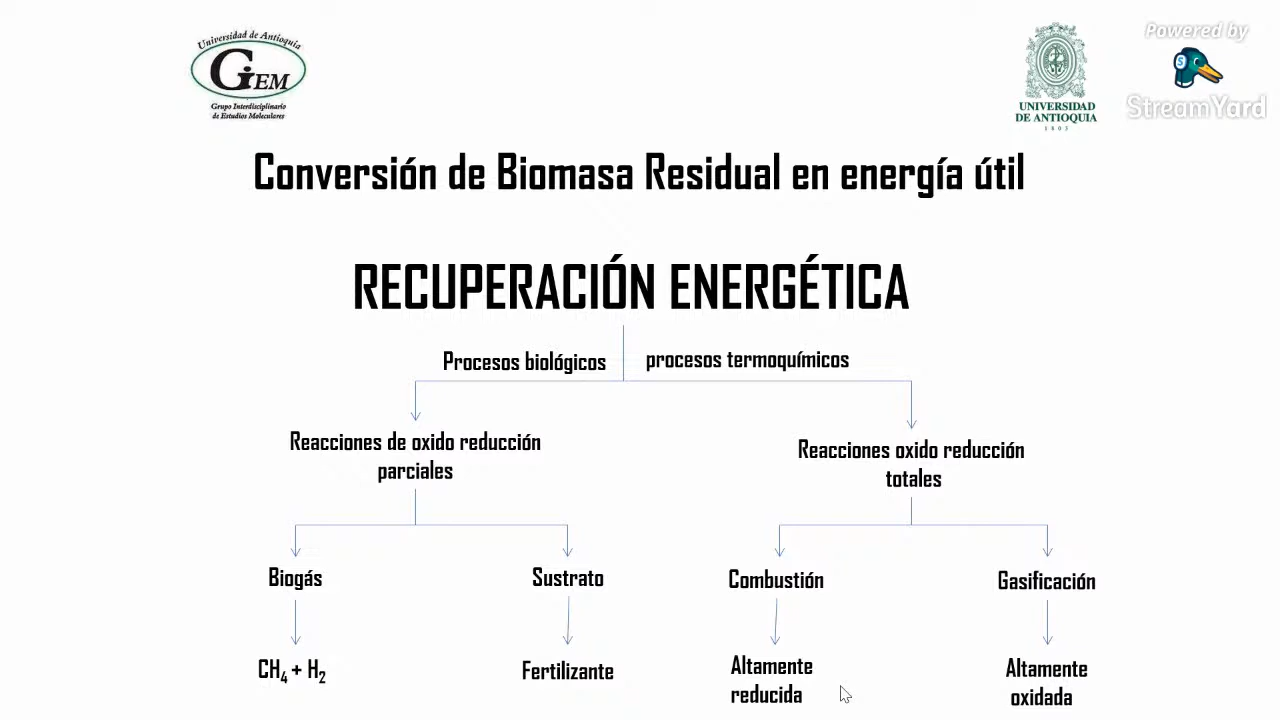 Universidad de Antioquia
GIEM
Grupo Interdisciplinario
de Estudios Moleculares
UNIVERSIDAD
DE ANTIOQUIA
1803
Powered by
StreamYard
Conversión de Biomasa Residual en energía útil
RECUPERACIÓN ENERGÉTICA
Procesos biológicos
procesos termoquímicos
Reacciones de oxido reducción
parciales
Reacciones oxido reducción
totales
Biogás
Sustrato
Combustión
Gasificación
CH₄ + H₂
Fertilizante
Altamente
reducida
Altamente
oxidada